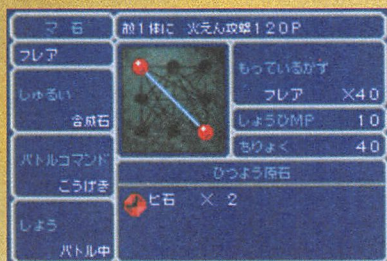 マ 石
敵1体に 火えん攻撃120P
フレア
しゅるい
合成石
バトルコマンド
こうげき
しよう
バトル中
もっているかず
フレア ×40
しょうひMP 10
ちりょく 40
ひつよう原石
ヒ石 × 2